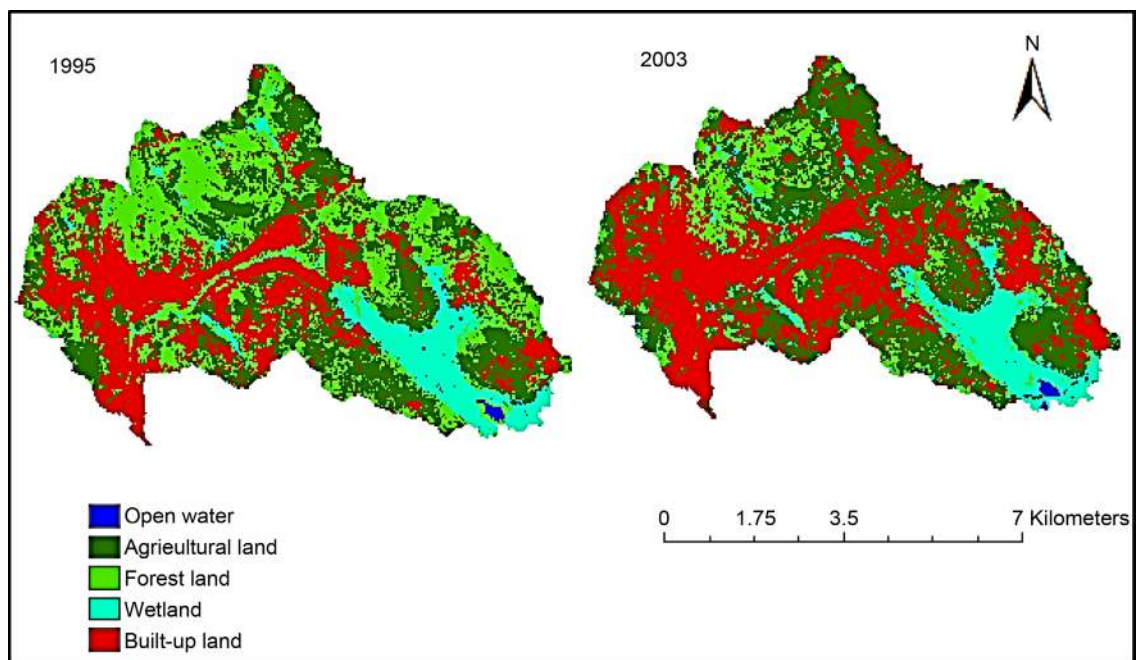 1995
2003
N
Open water
Agrieultural land
Forest land
Wetland
Built-up land
0 1.75 3.5 7 Kilometers